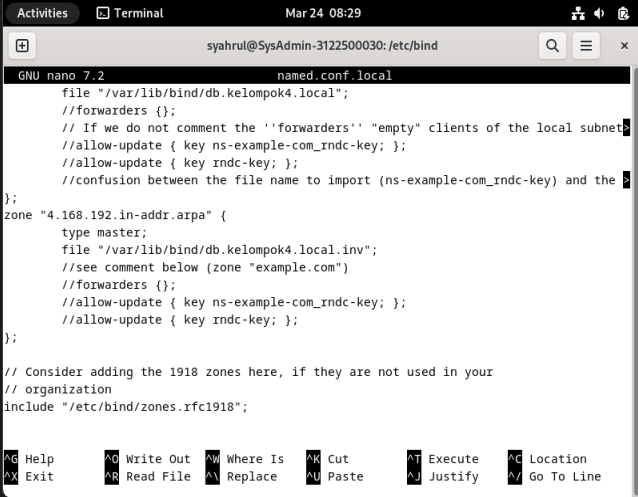 Activities Terminal Mar 24 08:29
syahrul@SysAdmin-3122500030: /etc/bind
GNU nano 7.2 named.conf.local
file "/var/lib/bind/db.kelompok4.local";
//forwarders {};
// If we do not comment the ''forwarders'' "empty" clients of the local subnet>
//allow-update { key ns-example-com_rndc-key; };
//allow-update { key rndc-key; };
//confusion between the file name to import (ns-example-com_rndc-key) and the >
};
zone "4.168.192.in-addr.arpa" {
type master;
file "/var/lib/bind/db.kelompok4.local.inv";
//see comment below (zone "example.com")
//forwarders {};
//allow-update { key ns-example-com_rndc-key; };
//allow-update { key rndc-key; };
};
// Consider adding the 1918 zones here, if they are not used in your
// organization
include "/etc/bind/zones.rfc1918";
^G Help ^O Write Out ^W Where Is ^K Cut ^T Execute ^C Location
^X Exit ^R Read File ^\ Replace ^U Paste ^J Justify ^/ Go To Line